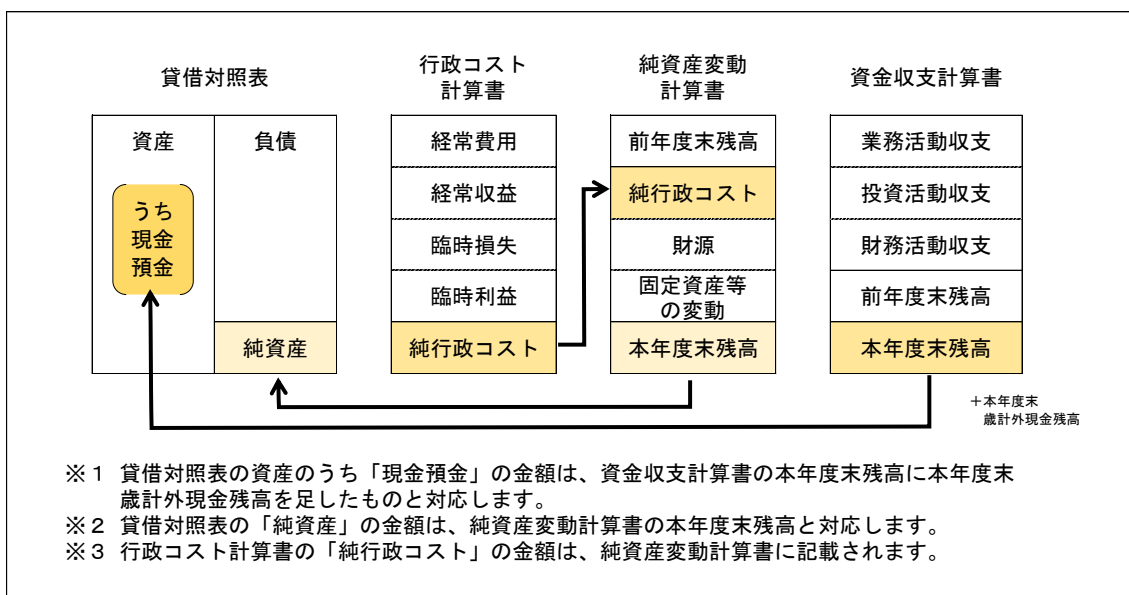 貸借対照表
行政コスト
計算書
純資産変動
計算書
資金収支計算書
資産
負債
うち
現金
預金
純資産
経常費用
経常収益
臨時損失
臨時利益
純行政コスト
前年度末残高
純行政コスト
財源
固定資産等
の変動
本年度末残高
業務活動収支
投資活動収支
財務活動収支
前年度末残高
本年度末残高
＋本年度末
歳計外現金残高
※１ 貸借対照表の資産のうち「現金預金」の金額は、資金収支計算書の本年度末残高に本年度末
歳計外現金残高を足したものと対応します。
※２ 貸借対照表の「純資産」の金額は、純資産変動計算書の本年度末残高と対応します。
※３ 行政コスト計算書の「純行政コスト」の金額は、純資産変動計算書に記載されます。